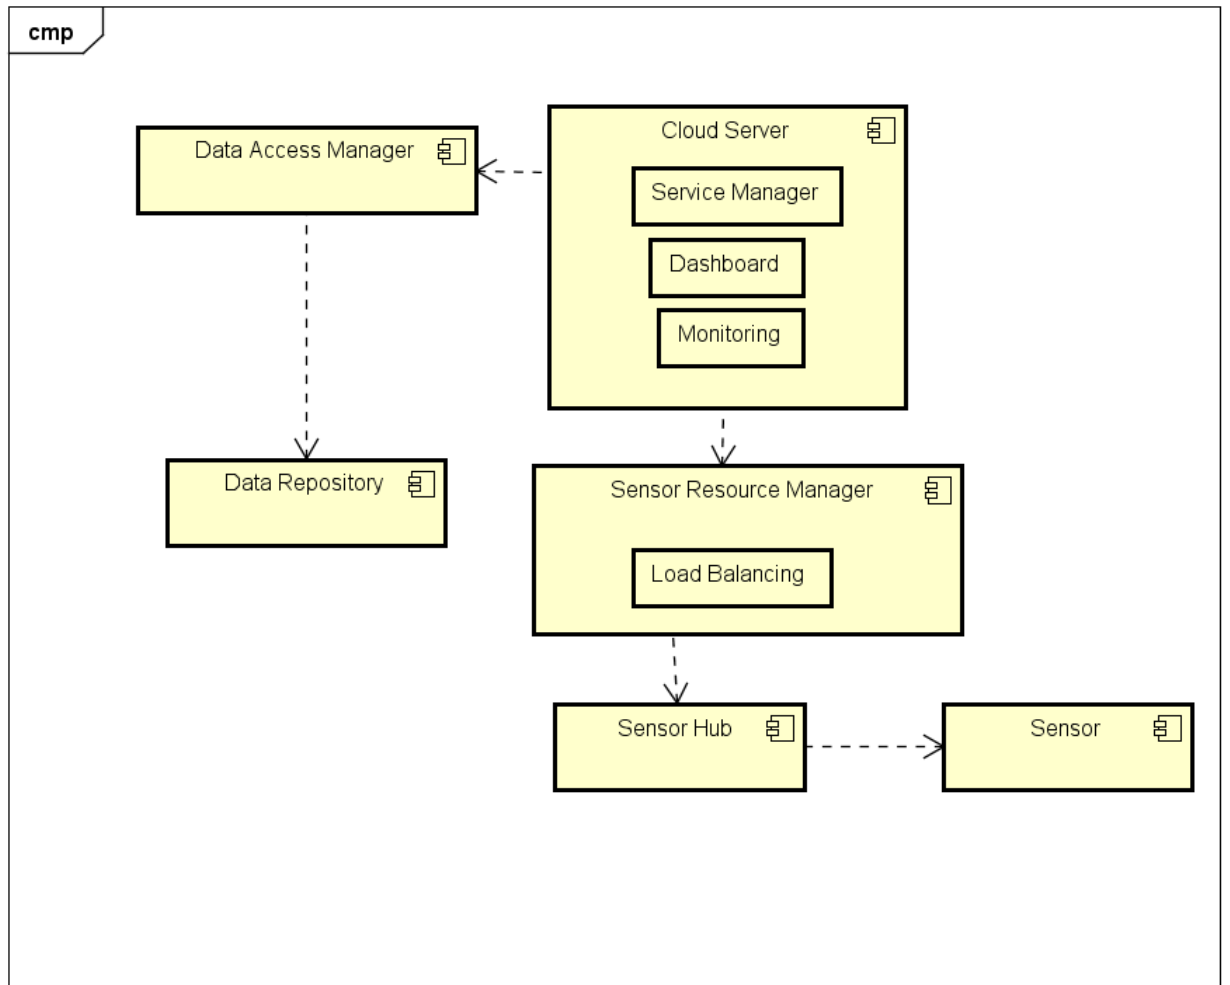 cmp
Data Access Manager
Cloud Server
Service Manager
Dashboard
Monitoring
Data Repository
Sensor Resource Manager
Load Balancing
Sensor Hub
Sensor